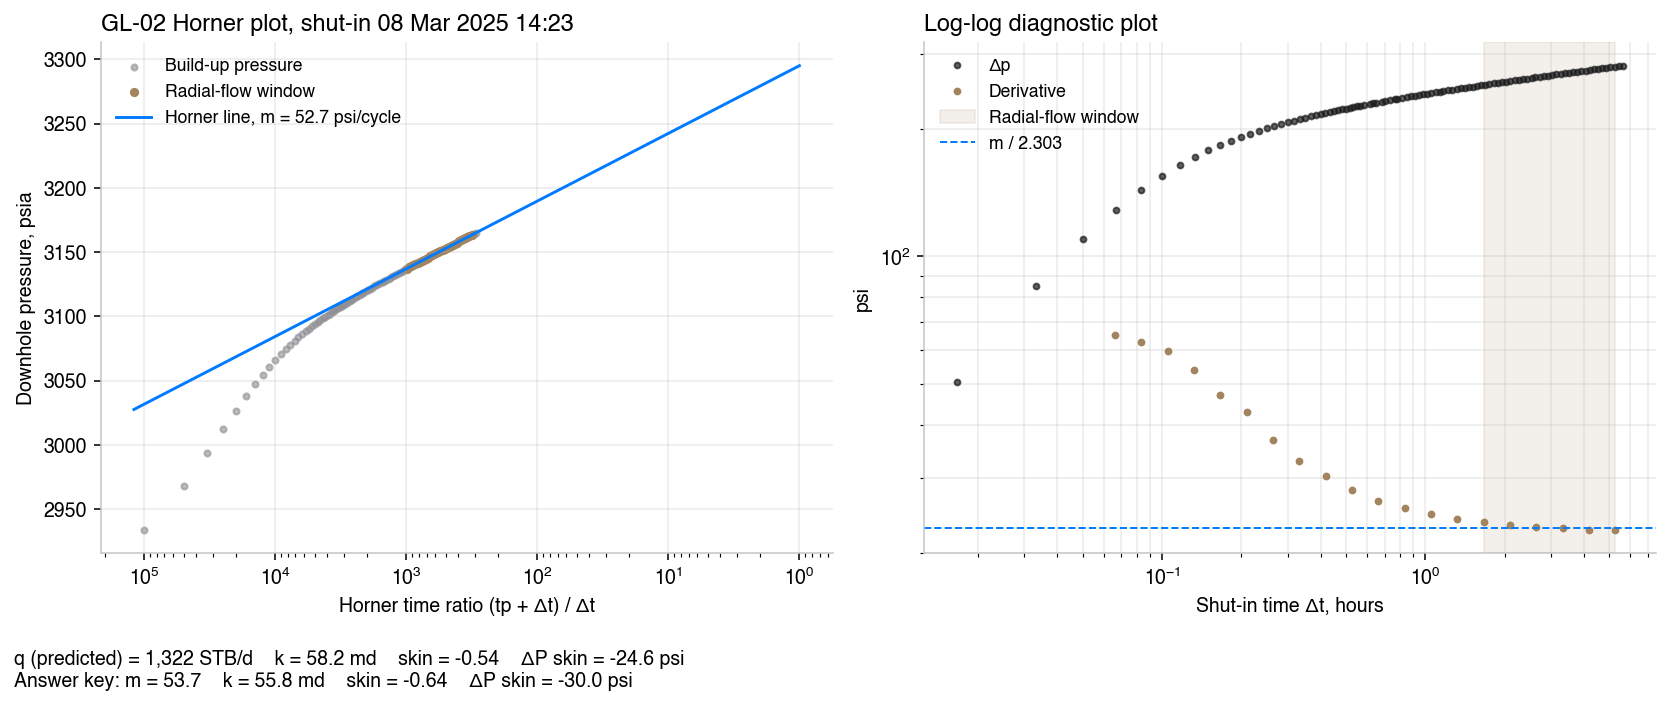 GL-02 Horner plot, shut-in 08 Mar 2025 14:23
Downhole pressure, psia
3300
3250
3200
3150
3100
3050
3000
2950
Build-up pressure
Radial-flow window
Horner line, m = 52.7 psi/cycle
10⁵
10⁴
10³
10²
10¹
10⁰
Horner time ratio (tp + Δt) / Δt
Log-log diagnostic plot
psi
10²
Δp
Derivative
Radial-flow window
m / 2.303
10⁻¹
10⁰
Shut-in time Δt, hours
q (predicted) = 1,322 STB/d    k = 58.2 md    skin = -0.54    ΔP skin = -24.6 psi
Answer key: m = 53.7    k = 55.8 md    skin = -0.64    ΔP skin = -30.0 psi